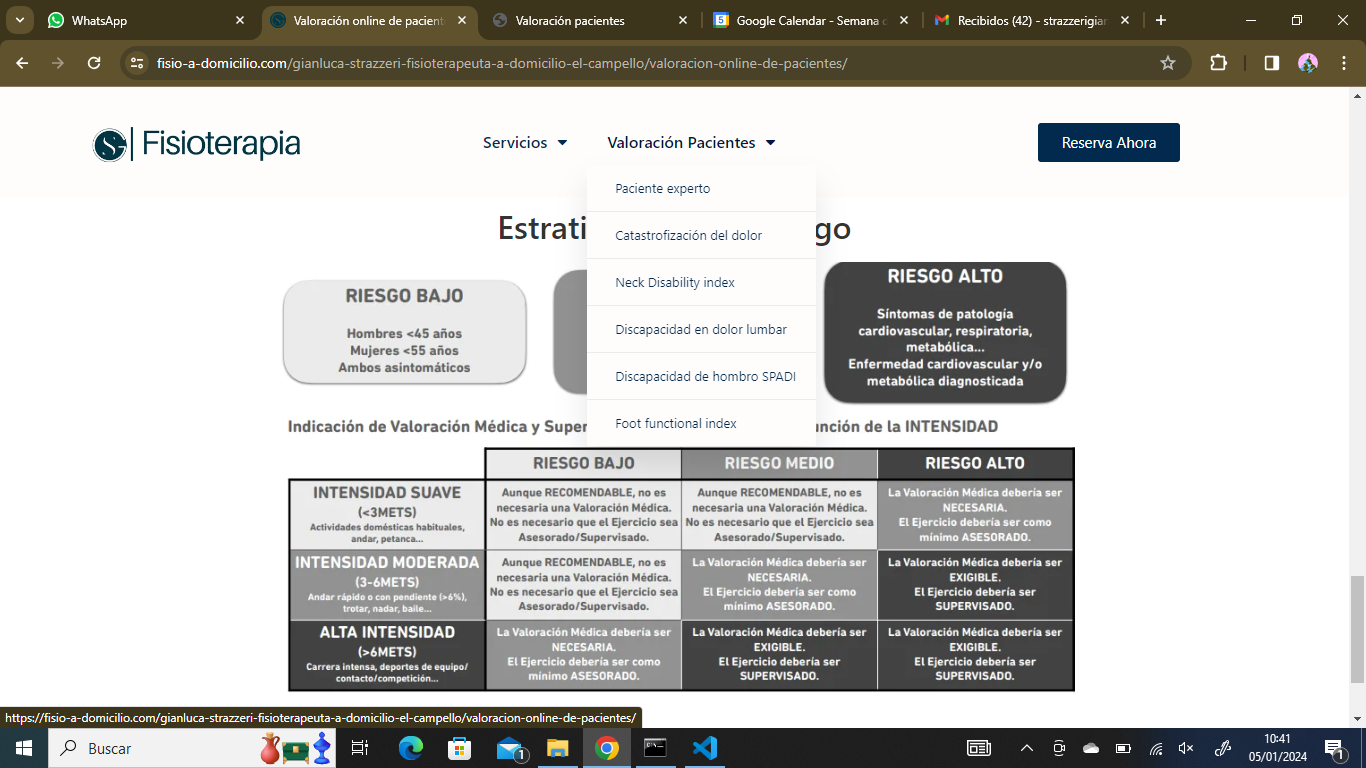 WhatsApp
Valoración online de pacient
Valoración pacientes
Google Calendar - Semana d
Recibidos (42) - strazzerigian
fisio-a-domicilio.com/gianluca-strazzeri-fisioterapeuta-a-domicilio-el-campello/valoracion-online-de-pacientes/
Fisioterapia
Servicios
Valoración Pacientes
Reserva Ahora
Paciente experto
Catastrofización del dolor
Neck Disability index
Discapacidad en dolor lumbar
Discapacidad de hombro SPADI
Foot functional index
Estrati go
RIESGO BAJO
Hombres <45 años
Mujeres <55 años
Ambos asintomáticos
RIESGO ALTO
Síntomas de patología
cardiovascular, respiratoria,
metabólica...
Enfermedad cardiovascular y/o
metabólica diagnosticada
Indicación de Valoración Médica y Super unción de la INTENSIDAD
RIESGO BAJO RIESGO MEDIO RIESGO ALTO
INTENSIDAD SUAVE
(<3METS)
Actividades domésticas habituales,
andar, petanca...
Aunque RECOMENDABLE, no es
necesaria una Valoración Médica.
No es necesario que el Ejercicio sea
Asesorado/Supervisado.
Aunque RECOMENDABLE, no es
necesaria una Valoración Médica.
No es necesario que el Ejercicio sea
Asesorado/Supervisado.
La Valoración Médica debería ser
NECESARIA.
El Ejercicio debería ser como
mínimo ASESORADO.
INTENSIDAD MODERADA
(3-6METS)
Andar rápido o con pendiente (>6%),
trotar, nadar, baile...
Aunque RECOMENDABLE, no es
necesaria una Valoración Médica.
No es necesario que el Ejercicio sea
Asesorado/Supervisado.
La Valoración Médica debería ser
NECESARIA.
El Ejercicio debería ser como
mínimo ASESORADO.
La Valoración Médica debería ser
EXIGIBLE.
El Ejercicio debería ser
SUPERVISADO.
ALTA INTENSIDAD
(>6METS)
Carrera intensa, deportes de equipo/
contacto/competición...
La Valoración Médica debería ser
NECESARIA.
El Ejercicio debería ser como
mínimo ASESORADO.
La Valoración Médica debería ser
EXIGIBLE.
El Ejercicio debería ser
SUPERVISADO.
La Valoración Médica debería ser
EXIGIBLE.
El Ejercicio debería ser
SUPERVISADO.
https://fisio-a-domicilio.com/gianluca-strazzeri-fisioterapeuta-a-domicilio-el-campello/valoracion-online-de-pacientes/
Buscar
1
10:41
05/01/2024
1